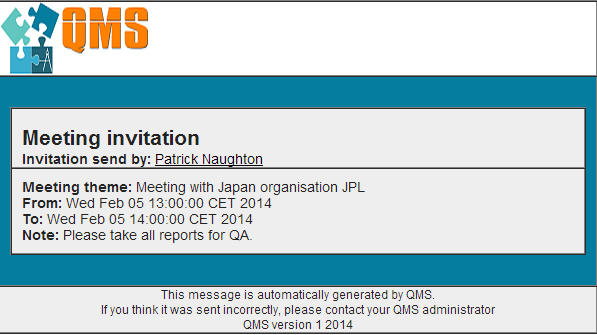 QMS
Meeting invitation
Invitation send by: Patrick Naughton
Meeting theme: Meeting with Japan organisation JPL
From: Wed Feb 05 13:00:00 CET 2014
To: Wed Feb 05 14:00:00 CET 2014
Note: Please take all reports for QA.
This message is automatically generated by QMS.
If you think it was sent incorrectly, please contact your QMS administrator
QMS version 1 2014